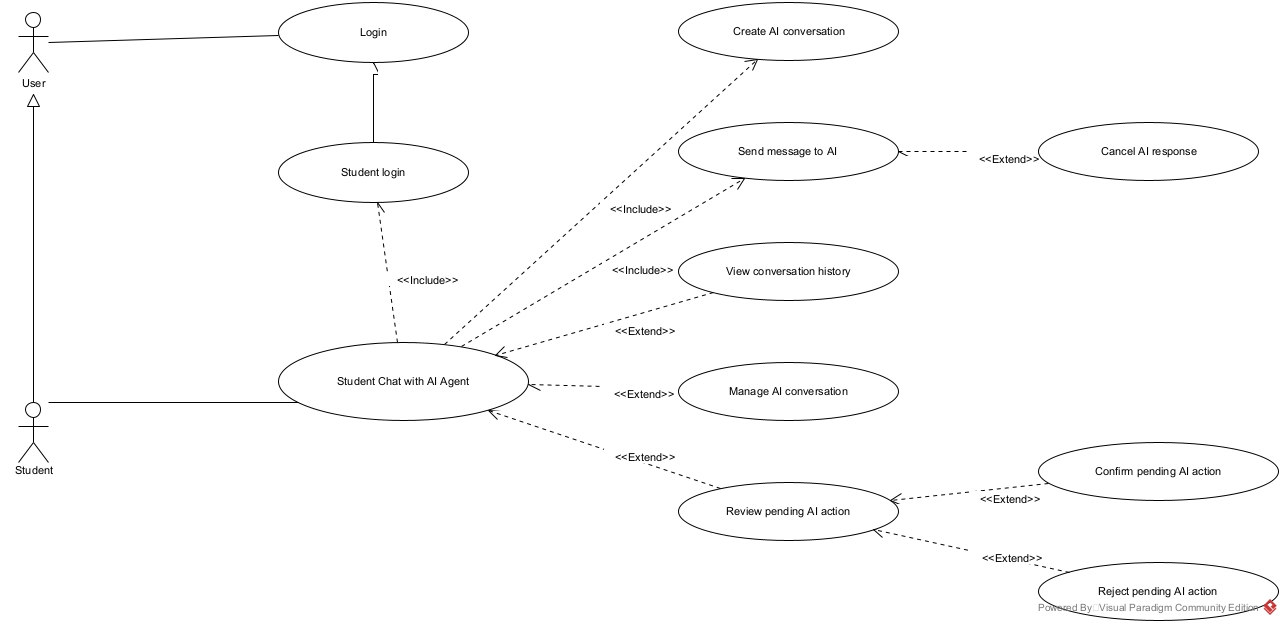 Login
Create AI conversation
User
Send message to AI
<<Extend>>
Cancel AI response
Student login
<<Include>>
<<Include>>
<<Include>>
View conversation history
<<Extend>>
Student Chat with AI Agent
<<Extend>>
Manage AI conversation
<<Extend>>
Student
Review pending AI action
Confirm pending AI action
<<Extend>>
<<Extend>>
Reject pending AI action
Powered By Visual Paradigm Community Edition